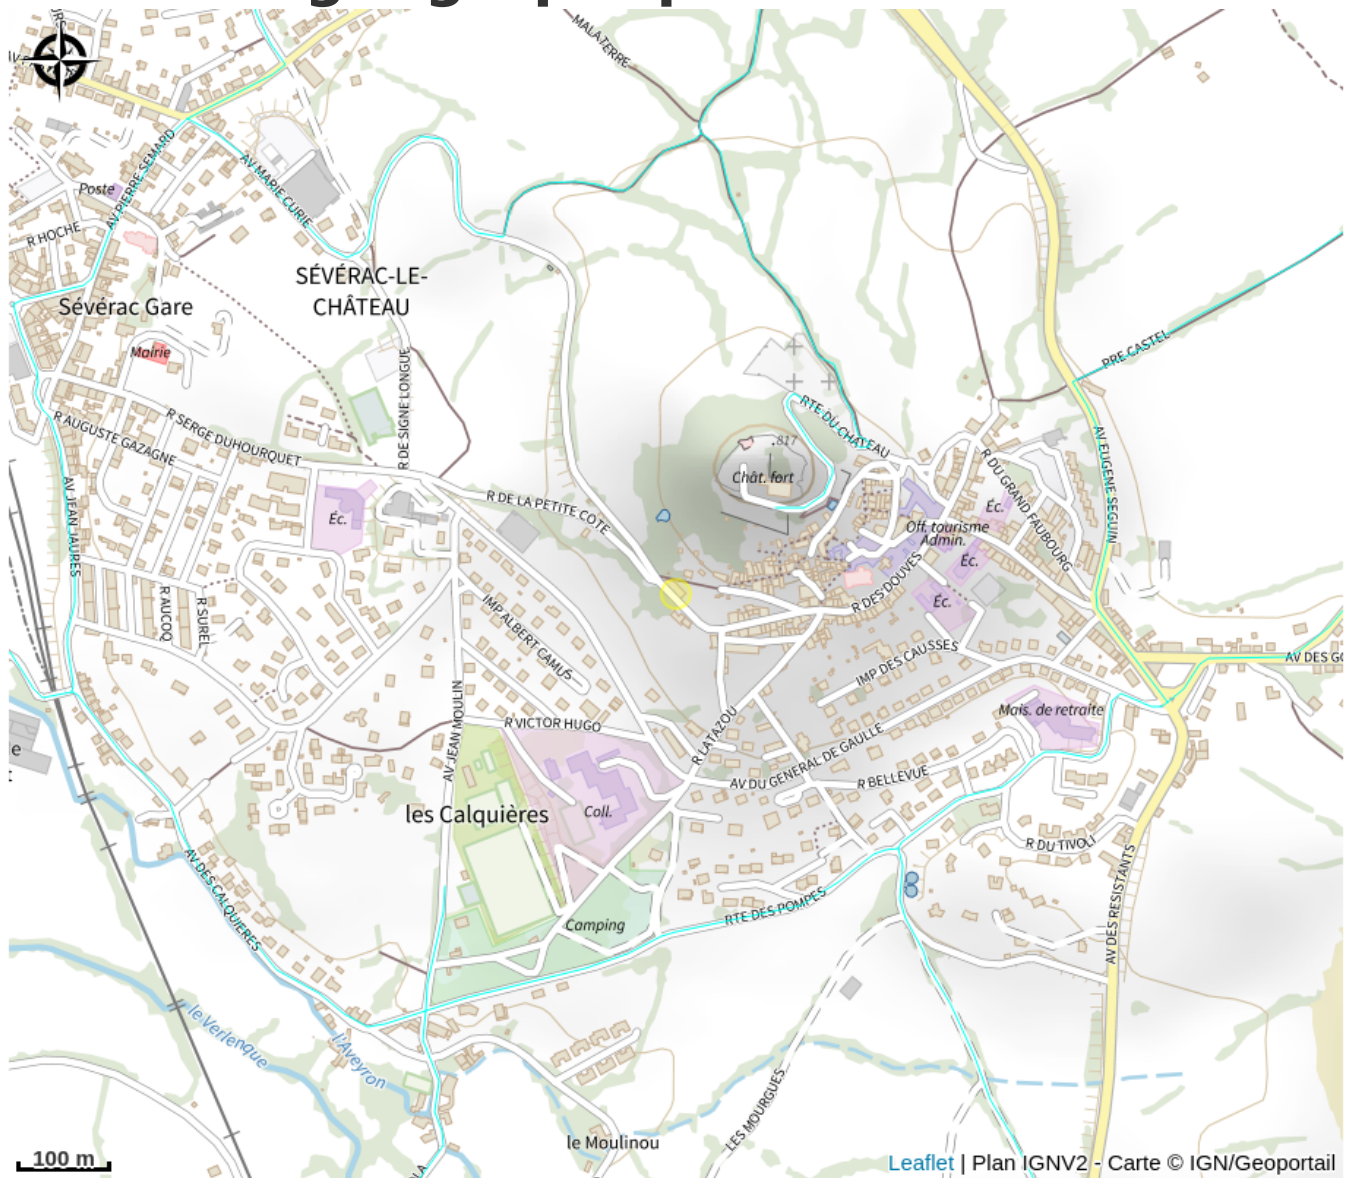 MALATERRE
AV PIERRE SEMARD
Poste
AV MARIE CURIE
R HOCHE
SÉVÉRAC-LE-
CHÂTEAU
Sévérac Gare
Mairie
PRE CASTEL
R DE SIGNE LONGUE
RTE DU CHATEAU
.817
Chât. fort
R AUGUSTE GAZAGNE
R SERGE DUHOURQUET
AV JEAN JAURES
Éc.
R DE LA PETITE COTE
R DU GRAND FAUBOURG
AV EUGENE SEGUIN
Éc.
Off. tourisme
Admin.
Éc.
Éc.
R DES DOUVES
R AUCOQ
R SUREL
IMP ALBERT CAMUS
IMP DES CAUSSES
Mais. de retraite
AV JEAN MOULIN
R VICTOR HUGO
R LATAZOU
AV DU GENERAL DE GAULLE
R BELLEVUE
les Calquières
Coll.
R DU TIVOLI
AV DES CALQUIERES
RTE DES POMPES
Camping
AV DES RESISTANTS
le Verlenque
l'Aveyron
LES MOURGUES
le Moulinou
100 m
Leaflet | Plan IGNV2 - Carte © IGN/Geoportail